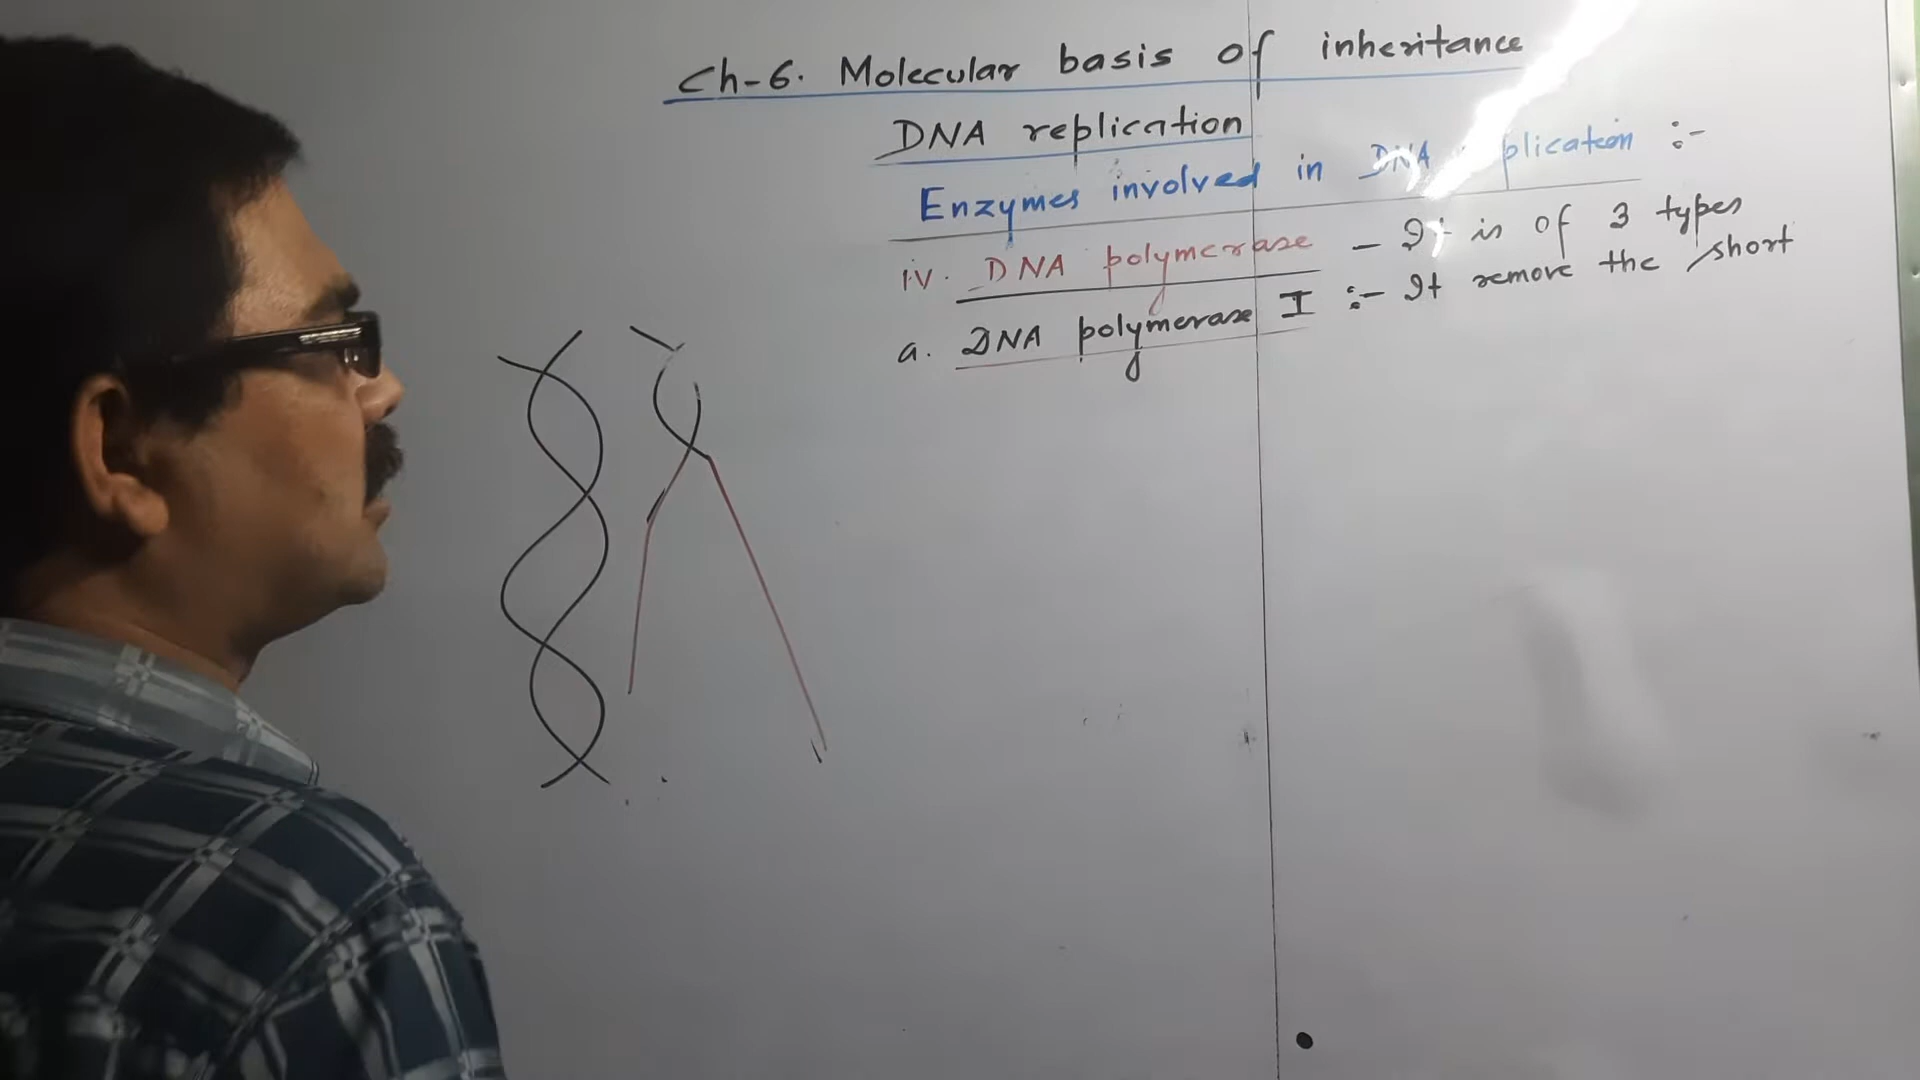 Ch-6. Molecular basis of inheritance
DNA replication
Enzymes involved in DNA plication :-
iv. DNA polymerase - It is of 3 types
a. DNA polymerase I :- It remove the short